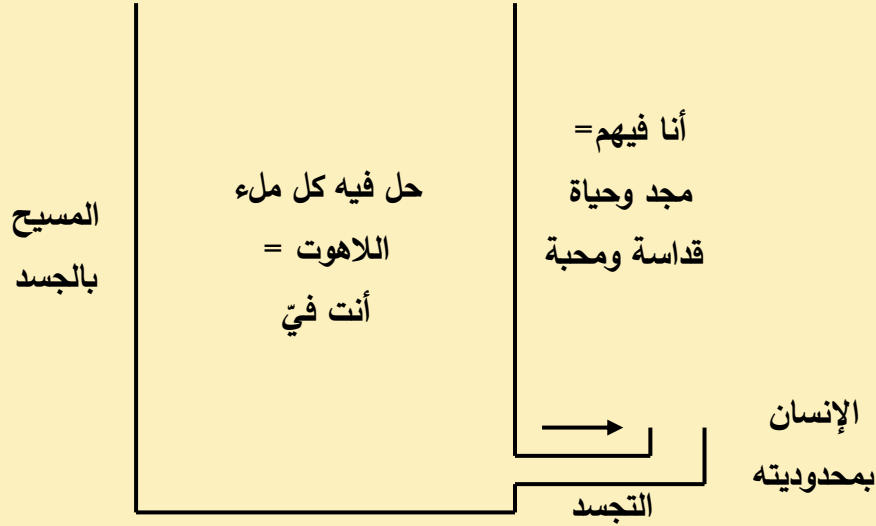 أنا فيهم=
مجد وحياة
قداسة ومحبة
حل فيه كل ملء
اللاهوت =
أنت فيّ
المسيح
بالجسد
الإنسان
بمحدوديته
التجسد